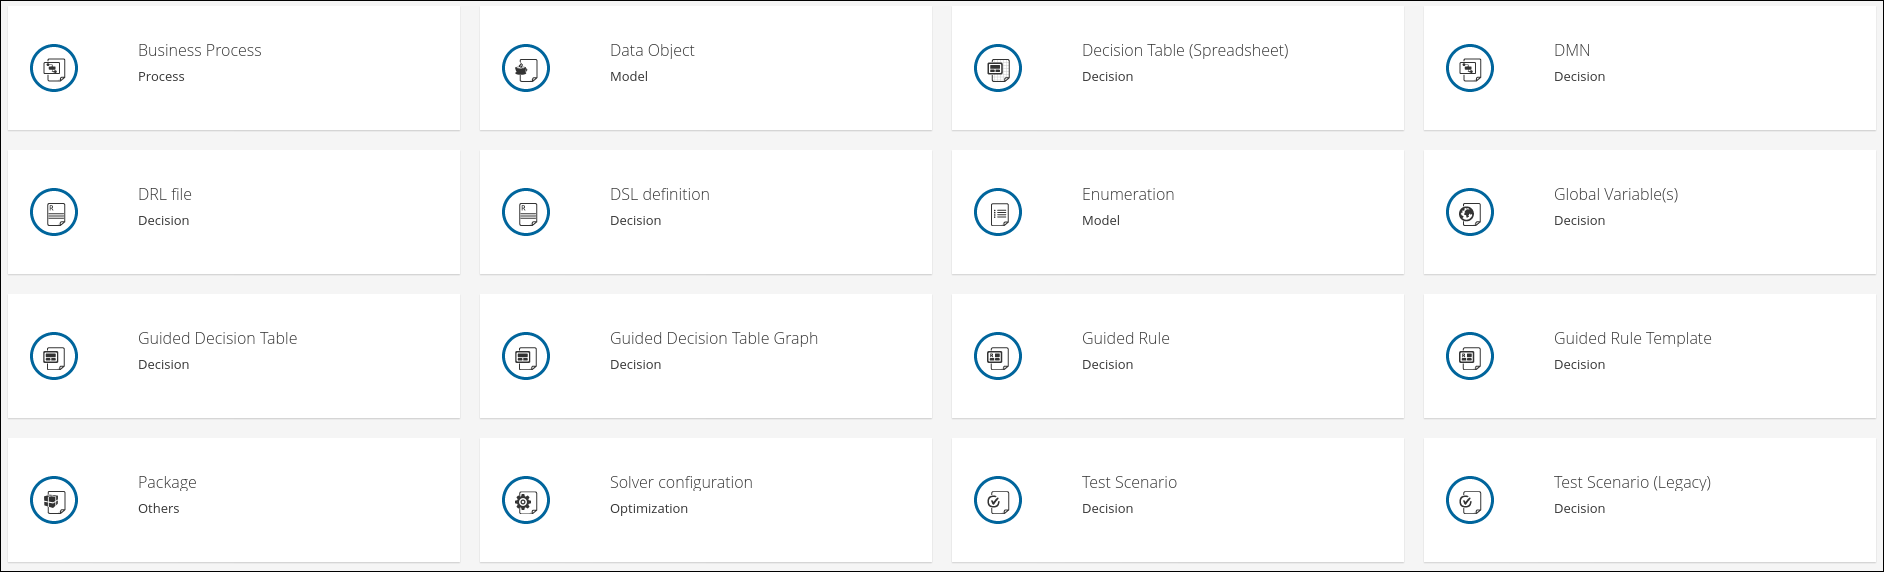 Business Process
Process
Data Object
Model
Decision Table (Spreadsheet)
Decision
DMN
Decision
DRL file
Decision
DSL definition
Decision
Enumeration
Model
Global Variable(s)
Decision
Guided Decision Table
Decision
Guided Decision Table Graph
Decision
Guided Rule
Decision
Guided Rule Template
Decision
Package
Others
Solver configuration
Optimization
Test Scenario
Decision
Test Scenario (Legacy)
Decision